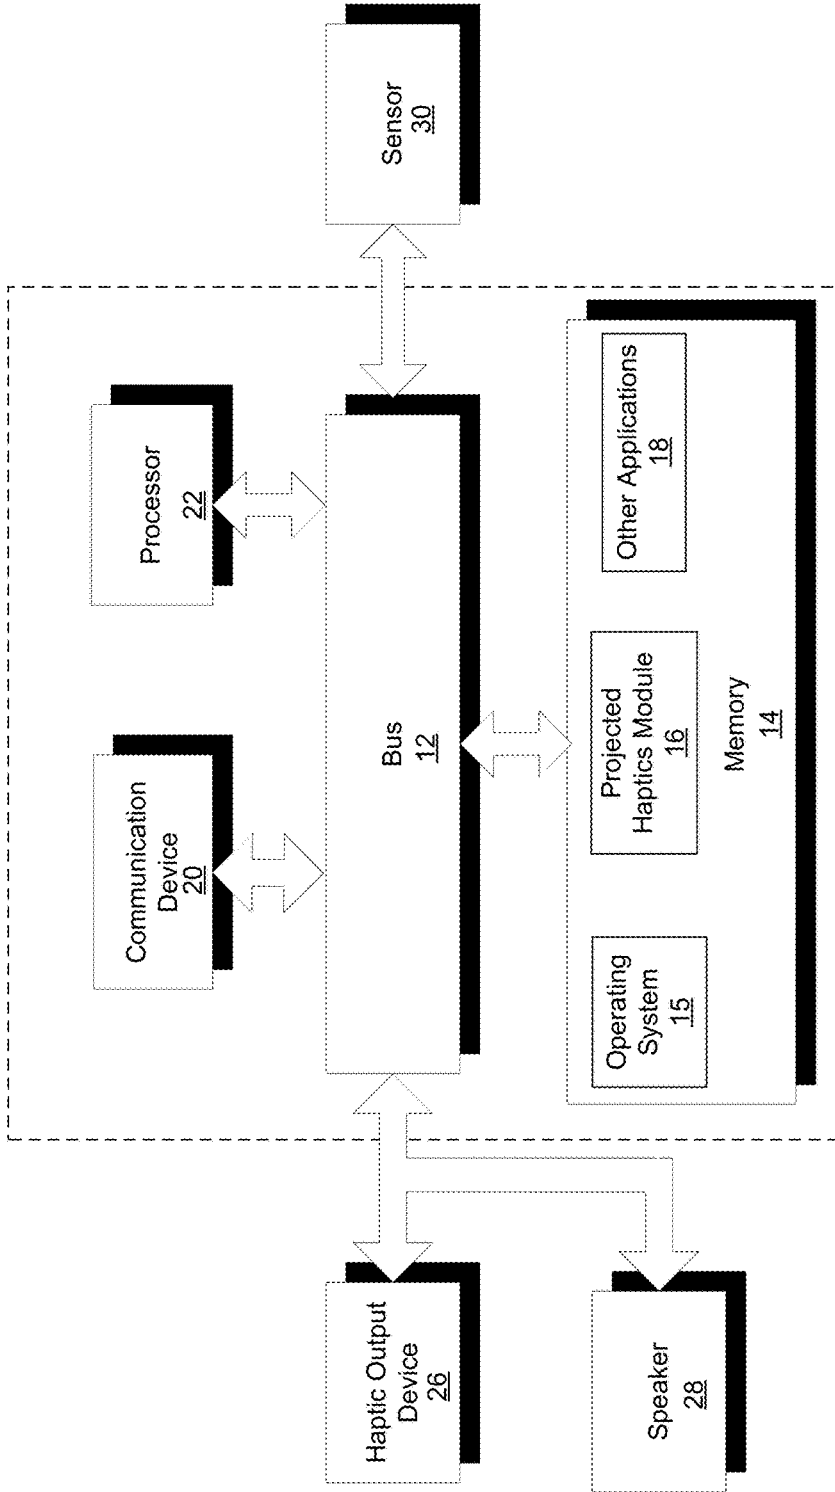 Communication
Device
20
Processor
22
Haptic Output
Device
26
Bus
12
Sensor
30
Speaker
28
Operating
System
15
Projected
Haptics Module
16
Other Applications
18
Memory
14